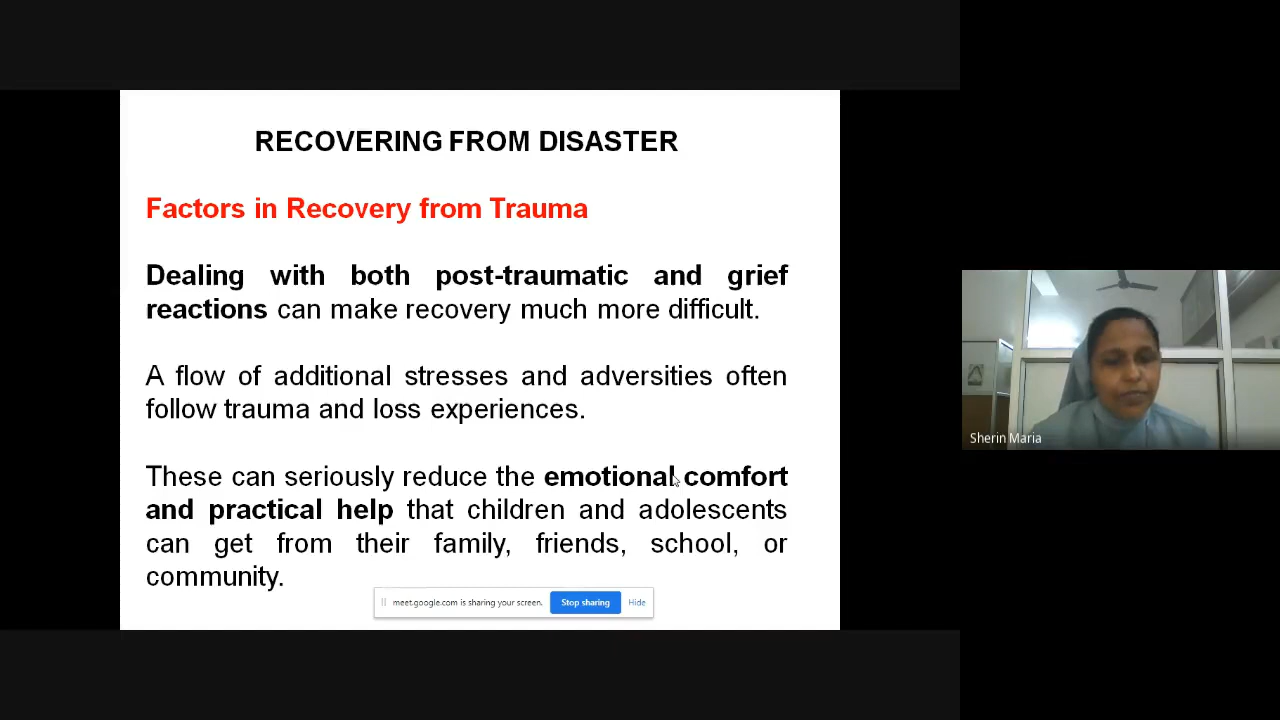 RECOVERING FROM DISASTER
Factors in Recovery from Trauma
Dealing with both post-traumatic and grief
reactions can make recovery much more difficult.
A flow of additional stresses and adversities often
follow trauma and loss experiences.
These can seriously reduce the emotional comfort
and practical help that children and adolescents
can get from their family, friends, school, or
community.
meet.google.com is sharing your screen. Stop sharing Hide
Sherin Maria